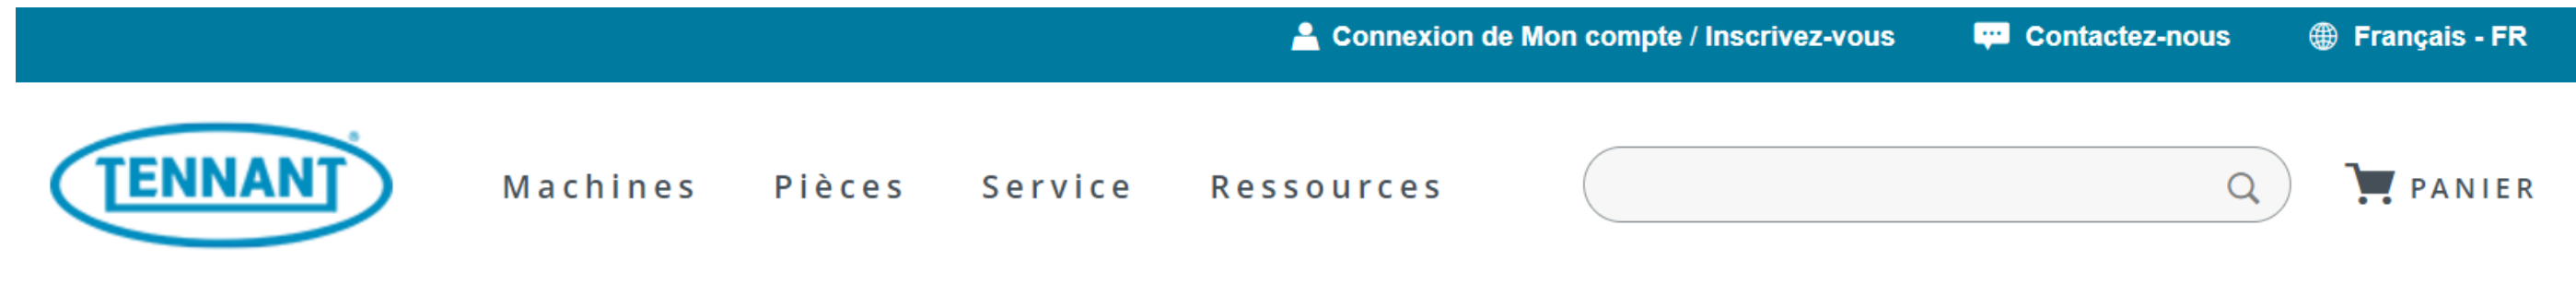 Connexion de Mon compte / Inscrivez-vous Contactez-nous Français - FR
TENNANT® Machines Pièces Service Ressources PANIER